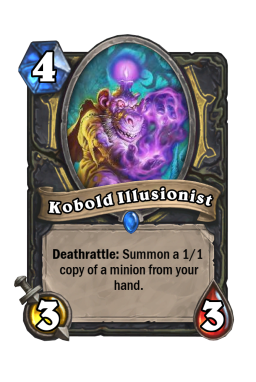 4
Kobold Illusionist
Deathrattle: Summon a 1/1
copy of a minion from your
hand.
3 3